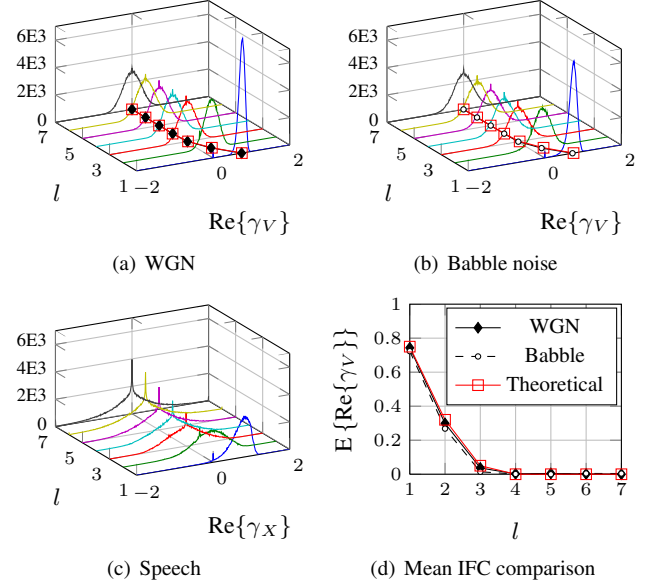 6E3
4E3
2E3
0
7
5
3
1
−2
0
2
l
Re{γV}
(a) WGN
6E3
4E3
2E3
0
7
5
3
1
−2
0
2
l
Re{γV}
(b) Babble noise
6E3
4E3
2E3
0
7
5
3
1
−2
0
2
l
Re{γX}
(c) Speech
E {Re{γV}}
1
0.8
0.6
0.4
0.2
0
WGN
Babble
Theoretical
1 2 3 4 5 6 7
l
(d) Mean IFC comparison